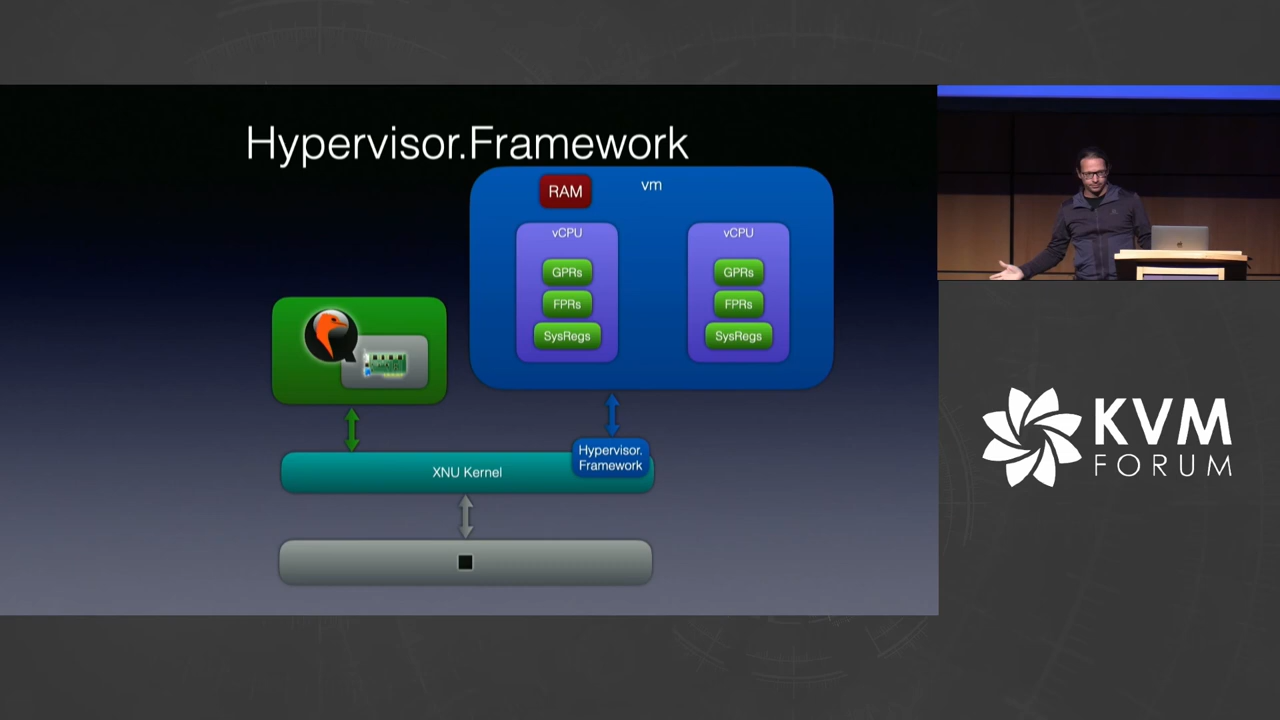 Hypervisor.Framework
RAM
vm
vCPU
GPRs
FPRs
SysRegs
vCPU
GPRs
FPRs
SysRegs
Hypervisor.
Framework
XNU Kernel
KVM
FORUM